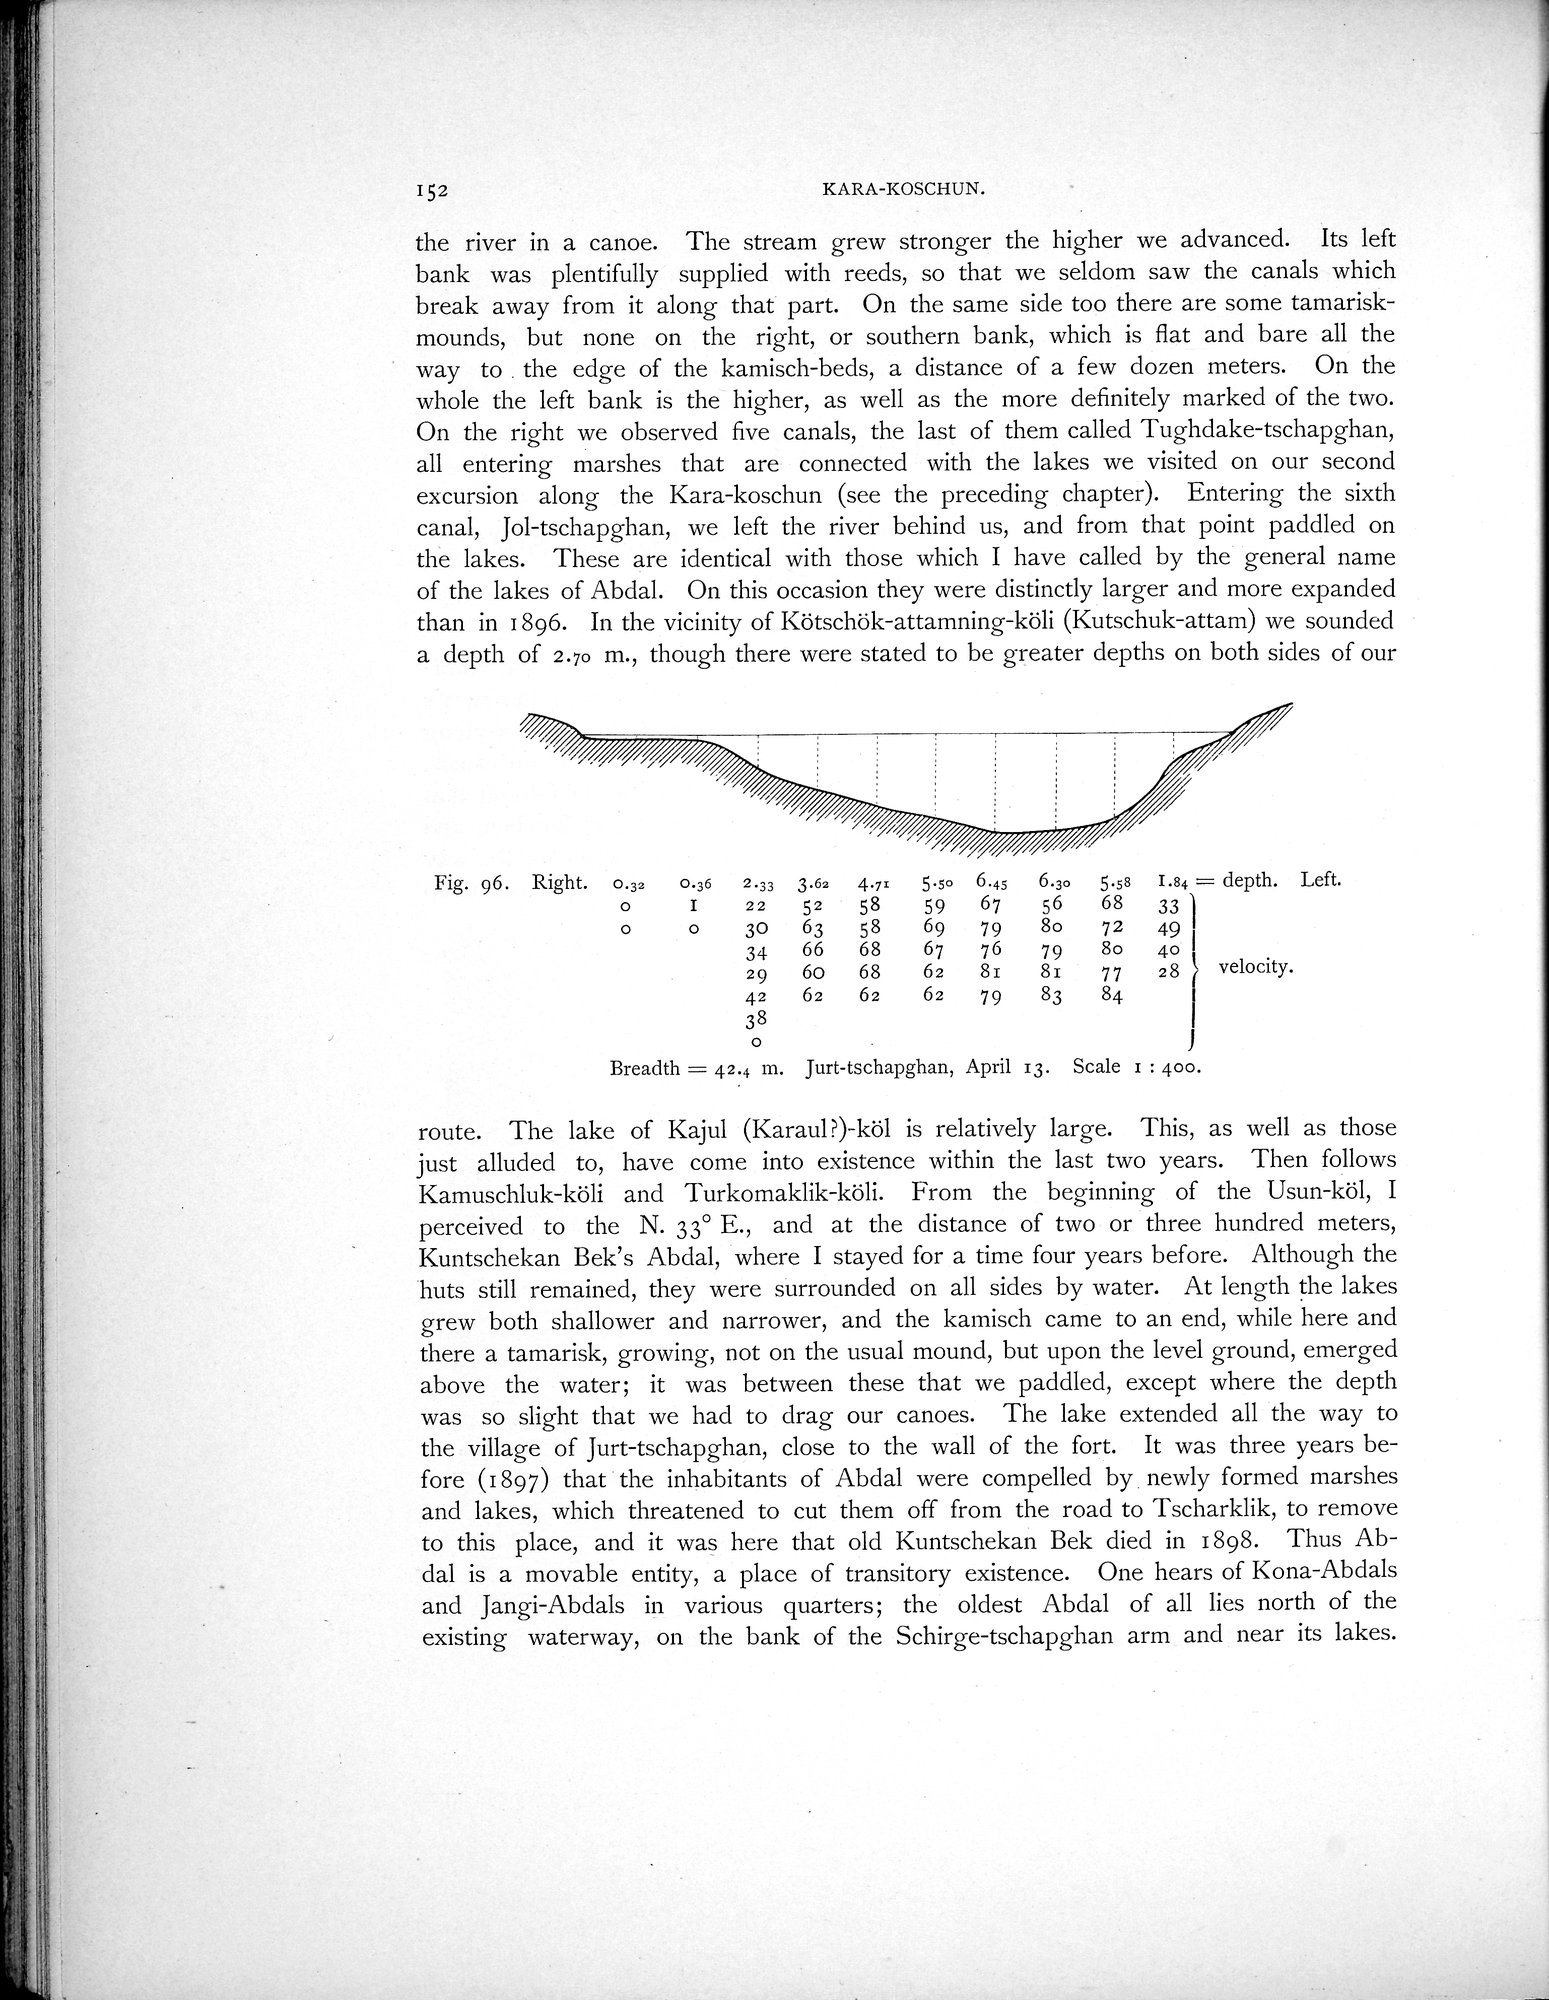 152 KARA-KOSCHUN.
the river in a canoe. The stream grew stronger the higher we advanced. Its left
bank was plentifully supplied with reeds, so that we seldom saw the canals which
break away from it along that part. On the same side too there are some tamarisk-
mounds, but none on the right, or southern bank, which is flat and bare all the
way to the edge of the kamisch-beds, a distance of a few dozen meters. On the
whole the left bank is the higher, as well as the more definitely marked of the two.
On the right we observed five canals, the last of them called Tughdake-tschapghan,
all entering marshes that are connected with the lakes we visited on our second
excursion along the Kara-koschun (see the preceding chapter). Entering the sixth
canal, Jol-tschapghan, we left the river behind us, and from that point paddled on
the lakes. These are identical with those which I have called by the general name
of the lakes of Abdal. On this occasion they were distinctly larger and more expanded
than in 1896. In the vicinity of Kötschök-attamning-köli (Kutschuk-attam) we sounded
a depth of 2.70 m., though there were stated to be greater depths on both sides of our
Fig. 96. Right. 0.32 0.36 2.33 3.62 4.71 5.50 6.45 6.30 5.58 1.84 = depth. Left.
0 1 22 52 58 59 67 56 68 33
0 0 30 63 58 69 79 80 72 49
34 66 68 67 76 79 80 40
29 60 68 62 81 81 77 28 velocity.
42 62 62 62 79 83 84
38
0
Breadth = 42.4 m. Jurt-tschapghan, April 13. Scale 1 : 400.
route. The lake of Kajul (Karaul?)-köl is relatively large. This, as well as those
just alluded to, have come into existence within the last two years. Then follows
Kamuschluk-köli and Turkomaklik-köli. From the beginning of the Usun-köl, I
perceived to the N. 33° E., and at the distance of two or three hundred meters,
Kuntschekan Bek's Abdal, where I stayed for a time four years before. Although the
huts still remained, they were surrounded on all sides by water. At length the lakes
grew both shallower and narrower, and the kamisch came to an end, while here and
there a tamarisk, growing, not on the usual mound, but upon the level ground, emerged
above the water; it was between these that we paddled, except where the depth
was so slight that we had to drag our canoes. The lake extended all the way to
the village of Jurt-tschapghan, close to the wall of the fort. It was three years be-
fore (1897) that the inhabitants of Abdal were compelled by newly formed marshes
and lakes, which threatened to cut them off from the road to Tscharklik, to remove
to this place, and it was here that old Kuntschekan Bek died in 1898. Thus Ab-
dal is a movable entity, a place of transitory existence. One hears of Kona-Abdals
and Jangi-Abdals in various quarters; the oldest Abdal of all lies north of the
existing waterway, on the bank of the Schirge-tschapghan arm and near its lakes.